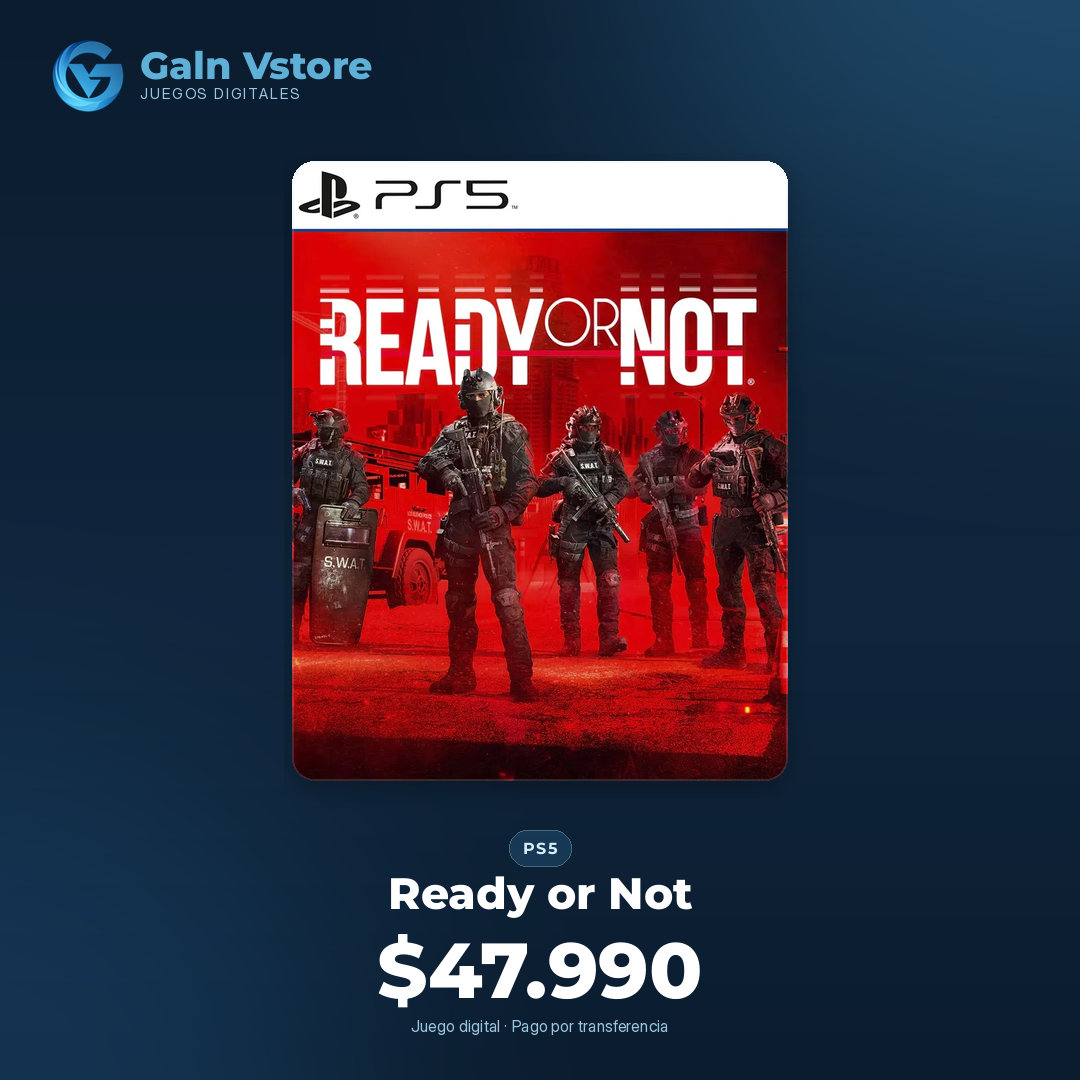 Galn Vstore
JUEGOS DIGITALES
PS5
READY OR NOT
S.W.A.T.
S.W.A.T.
S.W.A.T.
S.W.A.T.
PS5
Ready or Not
$47.990
Juego digital · Pago por transferencia